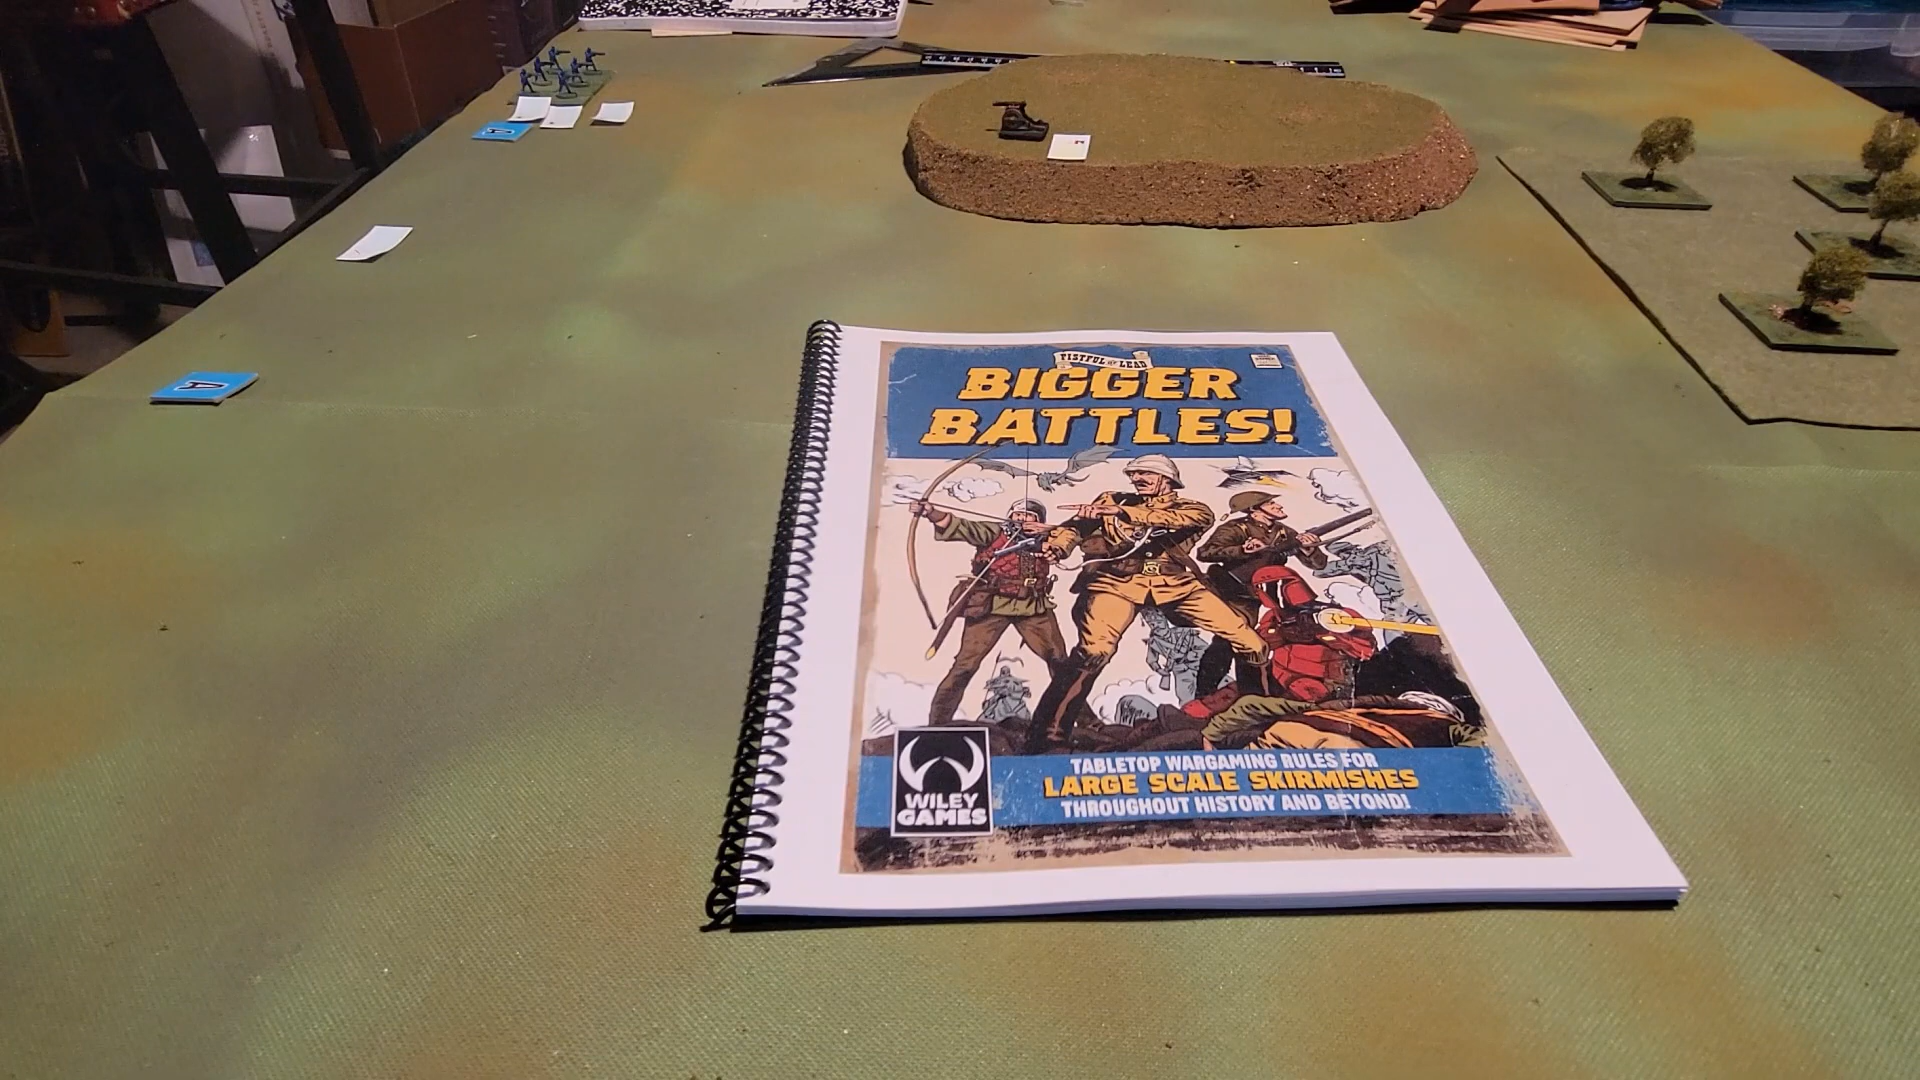 A
A
FISTFUL OF LEAD
BIGGER
BATTLES!
WILEY
GAMES
TABLETOP WARGAMING RULES FOR
LARGE SCALE SKIRMISHES
THROUGHOUT HISTORY AND BEYOND!